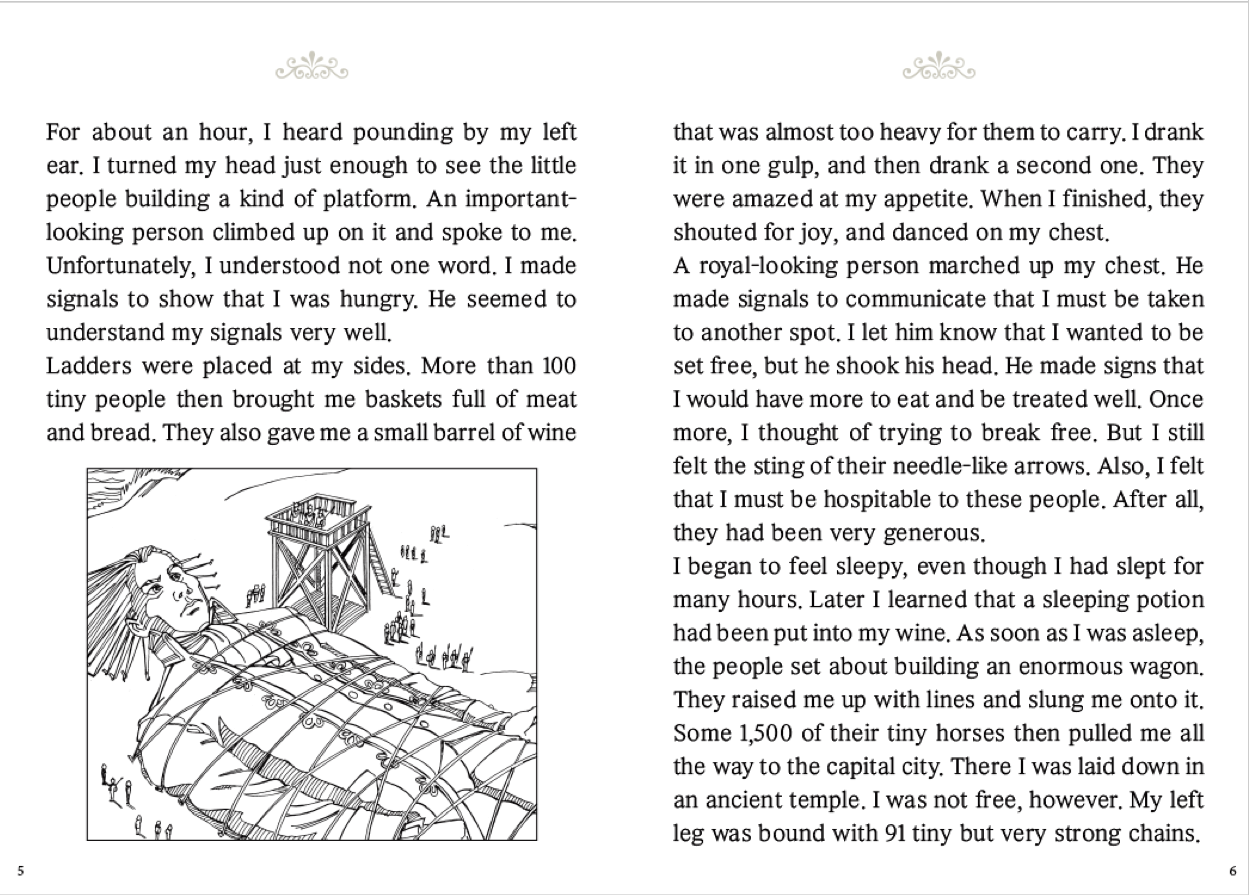 For about an hour, I heard pounding by my left
ear. I turned my head just enough to see the little
people building a kind of platform. An important-
looking person climbed up on it and spoke to me.
Unfortunately, I understood not one word. I made
signals to show that I was hungry. He seemed to
understand my signals very well.
Ladders were placed at my sides. More than 100
tiny people then brought me baskets full of meat
and bread. They also gave me a small barrel of wine
5
that was almost too heavy for them to carry. I drank
it in one gulp, and then drank a second one. They
were amazed at my appetite. When I finished, they
shouted for joy, and danced on my chest.
A royal-looking person marched up my chest. He
made signals to communicate that I must be taken
to another spot. I let him know that I wanted to be
set free, but he shook his head. He made signs that
I would have more to eat and be treated well. Once
more, I thought of trying to break free. But I still
felt the sting of their needle-like arrows. Also, I felt
that I must be hospitable to these people. After all,
they had been very generous.
I began to feel sleepy, even though I had slept for
many hours. Later I learned that a sleeping potion
had been put into my wine. As soon as I was asleep,
the people set about building an enormous wagon.
They raised me up with lines and slung me onto it.
Some 1,500 of their tiny horses then pulled me all
the way to the capital city. There I was laid down in
an ancient temple. I was not free, however. My left
leg was bound with 91 tiny but very strong chains.
6